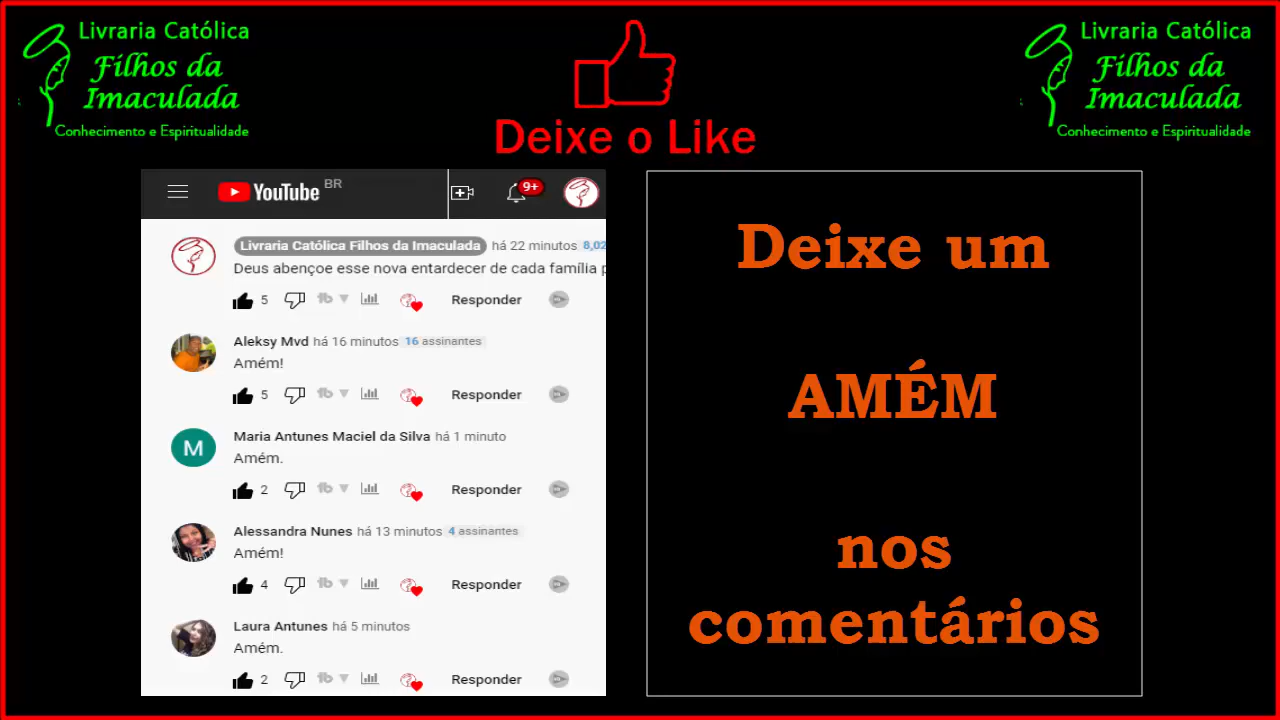 Livraria Católica
Filhos da
Imaculada
Conhecimento e Espiritualidade
Deixe o Like
Livraria Católica
Filhos da
Imaculada
Conhecimento e Espiritualidade
YouTube BR
9+
Livraria Católica Filhos da Imaculada há 22 minutos 8,02
Deus abençoe esse nova entardecer de cada família p
5 Responder
Aleksy Mvd há 16 minutos 16 assinantes
Amém!
5 Responder
M
Maria Antunes Maciel da Silva há 1 minuto
Amém.
2 Responder
Alessandra Nunes há 13 minutos 4 assinantes
Amém!
4 Responder
Laura Antunes há 5 minutos
Amém.
2 Responder
Deixe um
AMÉM
nos
comentários